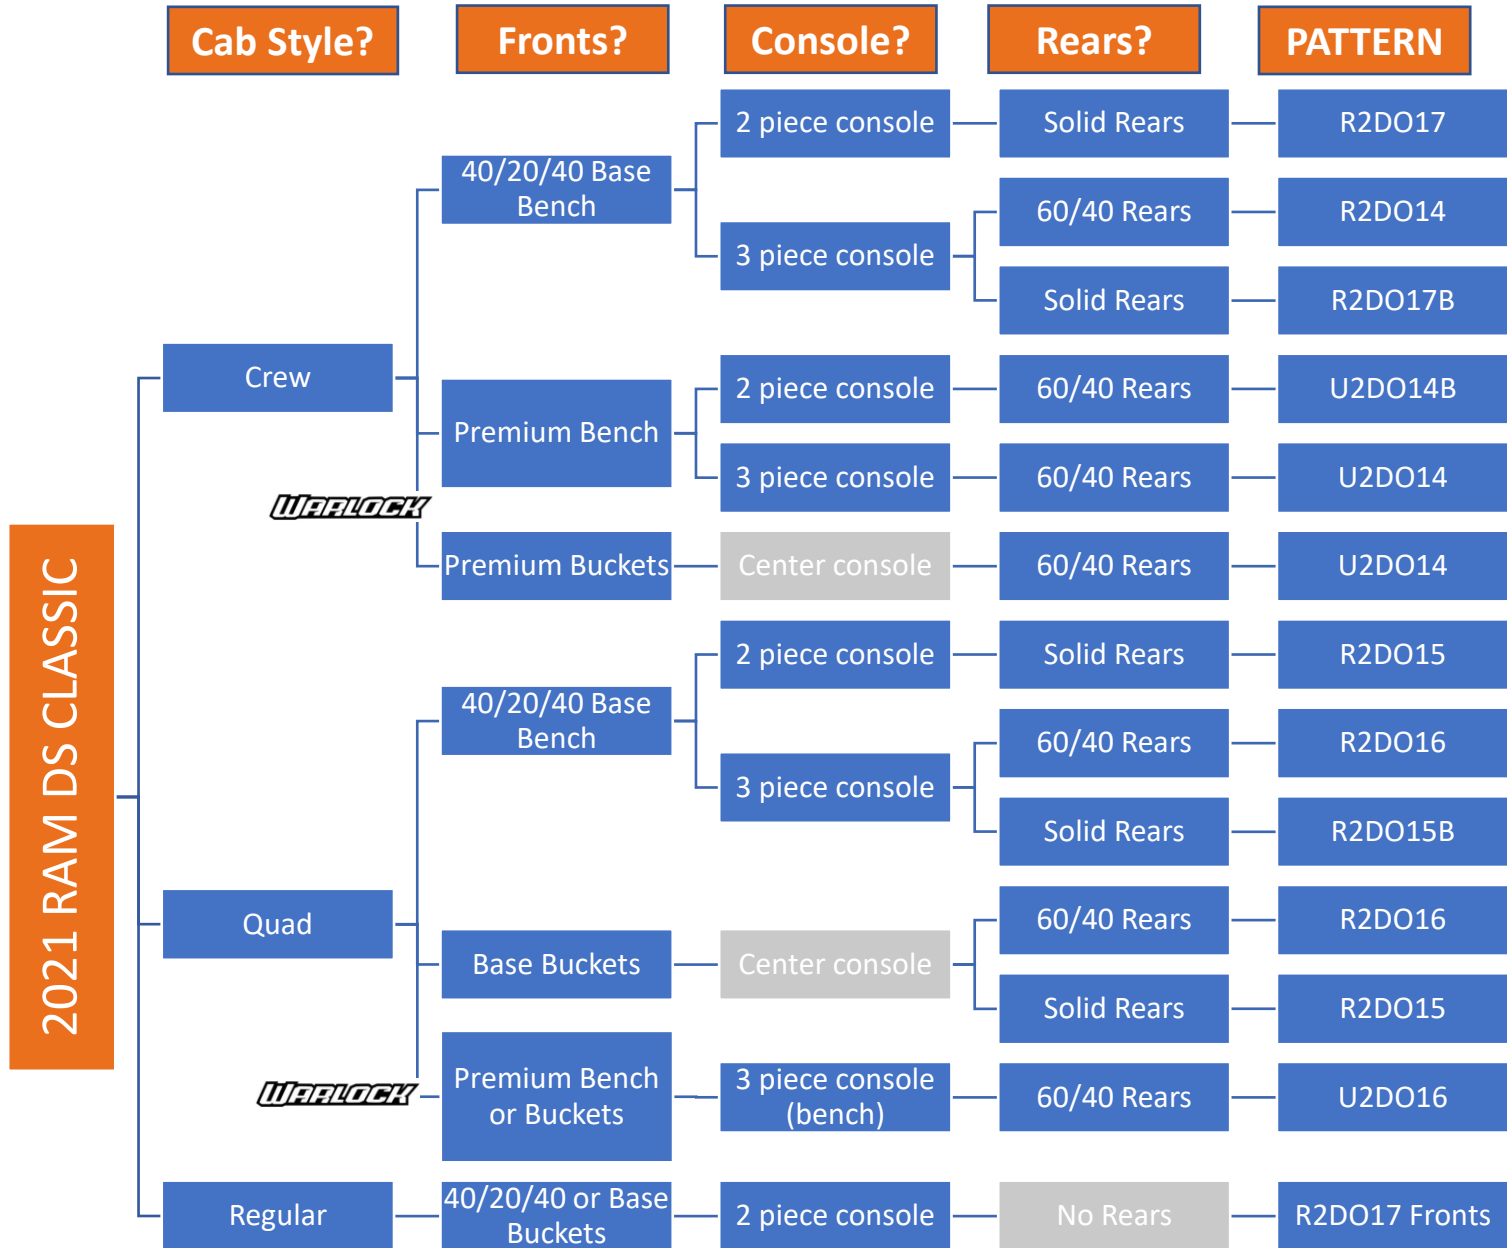 Cab Style?
Fronts?
Console?
Rears?
PATTERN
2021 RAM DS CLASSIC
Crew
40/20/40 Base
Bench
2 piece console
Solid Rears
R2DO17
3 piece console
60/40 Rears
R2DO14
Solid Rears
R2DO17B
Premium Bench
2 piece console
60/40 Rears
U2DO14B
3 piece console
60/40 Rears
U2DO14
WARLOCK
Premium Buckets
Center console
60/40 Rears
U2DO14
Quad
40/20/40 Base
Bench
2 piece console
Solid Rears
R2DO15
3 piece console
60/40 Rears
R2DO16
Solid Rears
R2DO15B
Base Buckets
Center console
60/40 Rears
R2DO16
Solid Rears
R2DO15
WARLOCK
Premium Bench
or Buckets
3 piece console
(bench)
60/40 Rears
U2DO16
Regular
40/20/40 or Base
Buckets
2 piece console
No Rears
R2DO17 Fronts